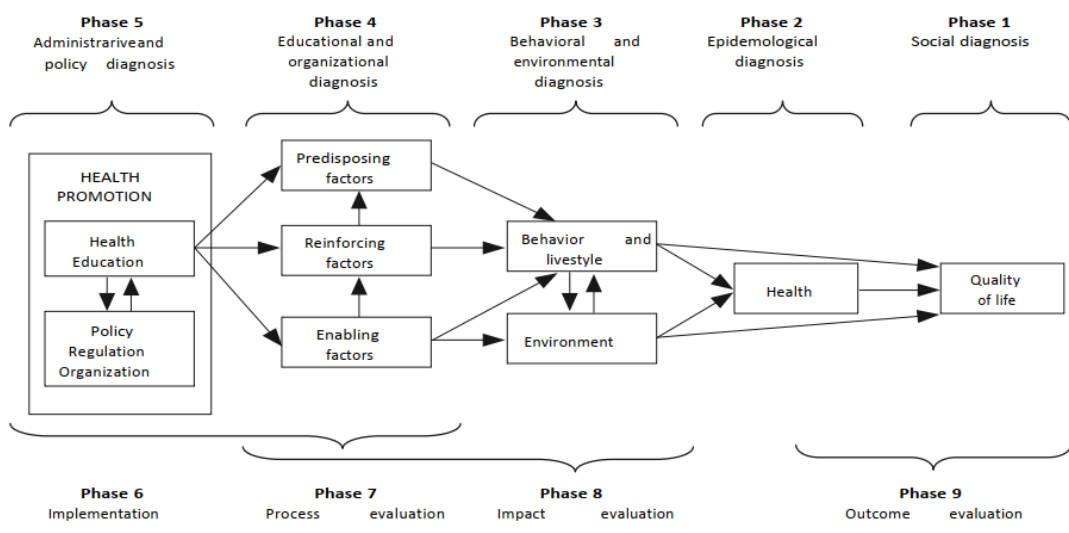 Phase 5
Administrariveand
policy diagnosis
Phase 4
Educational and
organizational
diagnosis
Phase 3
Behavioral and
environmental
diagnosis
Phase 2
Epidemological
diagnosis
Phase 1
Social diagnosis
HEALTH
PROMOTION
Health
Education
Policy
Regulation
Organization
Predisposing
factors
Reinforcing
factors
Enabling
factors
Behavior and
livestyle
Environment
Health
Quality
of life
Phase 6
Implementation
Phase 7
Process evaluation
Phase 8
Impact evaluation
Phase 9
Outcome evaluation